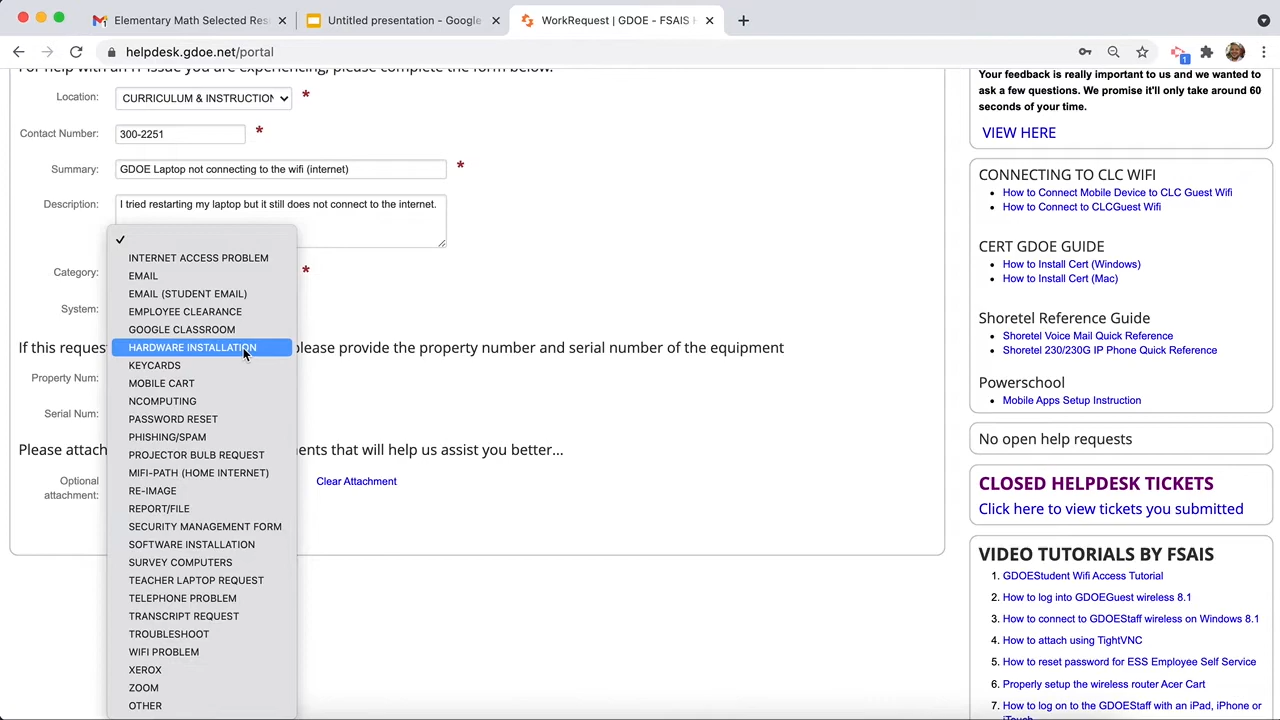 Elementary Math Selected Res
Untitled presentation - Google
WorkRequest | GDOE - FSAIS H
helpdesk.gdoe.net/portal
1
For help with an IT issue you are experiencing, please complete the form below.
Location:
CURRICULUM & INSTRUCTION
*
Contact Number:
300-2251
*
Summary:
GDOE Laptop not connecting to the wifi (internet)
*
Description:
I tried restarting my laptop but it still does not connect to the internet.
Category:
*
System:
✓
INTERNET ACCESS PROBLEM
EMAIL
EMAIL (STUDENT EMAIL)
EMPLOYEE CLEARANCE
GOOGLE CLASSROOM
HARDWARE INSTALLATION
KEYCARDS
MOBILE CART
NCOMPUTING
PASSWORD RESET
PHISHING/SPAM
PROJECTOR BULB REQUEST
MIFI-PATH (HOME INTERNET)
RE-IMAGE
REPORT/FILE
SECURITY MANAGEMENT FORM
SOFTWARE INSTALLATION
SURVEY COMPUTERS
TEACHER LAPTOP REQUEST
TELEPHONE PROBLEM
TRANSCRIPT REQUEST
TROUBLESHOOT
WIFI PROBLEM
XEROX
ZOOM
OTHER
If this reques please provide the property number and serial number of the equipment
Property Num:
Serial Num:
Please attach ments that will help us assist you better...
Optional
attachment:
Clear Attachment
Your feedback is really important to us and we wanted to
ask a few questions. We promise it'll only take around 60
seconds of your time.
VIEW HERE
CONNECTING TO CLC WIFI
• How to Connect Mobile Device to CLC Guest Wifi
• How to Connect to CLCGuest Wifi
CERT GDOE GUIDE
• How to Install Cert (Windows)
• How to Install Cert (Mac)
Shoretel Reference Guide
• Shoretel Voice Mail Quick Reference
• Shoretel 230/230G IP Phone Quick Reference
Powerschool
• Mobile Apps Setup Instruction
No open help requests
CLOSED HELPDESK TICKETS
Click here to view tickets you submitted
VIDEO TUTORIALS BY FSAIS
1. GDOEStudent Wifi Access Tutorial
2. How to log into GDOEGuest wireless 8.1
3. How to connect to GDOEStaff wireless on Windows 8.1
4. How to attach using TightVNC
5. How to reset password for ESS Employee Self Service
6. Properly setup the wireless router Acer Cart
7. How to log on to the GDOEStaff with an iPad, iPhone or
iTouch